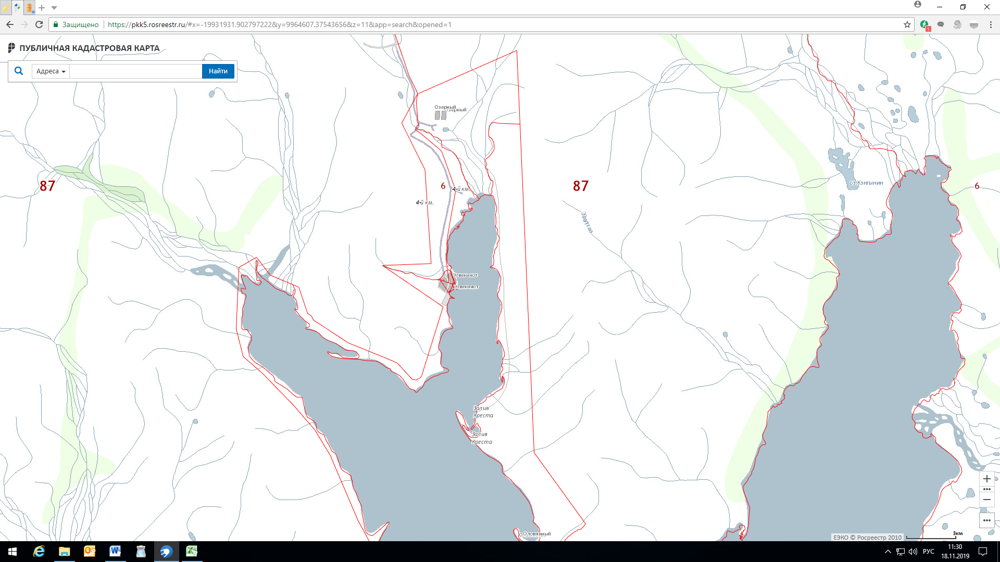 Защищено
https://pkk5.rosreestr.ru/#x=-19931931.902797222&y=9964607.37543656&z=11&app=search&opened=1
1
ПУБЛИЧНАЯ КАДАСТРОВАЯ КАРТА
Адреса
Найти
Озерный
Озерный
87
6
4-й км.
4-й км.
87
оз.Кэнгынин
6
Эгвекинот
Эгвекинот
Залив
Креста
Залив
Креста
Оловянный
ЕЭКО © Росреестр 2010
3км
РУС
11:30
18.11.2019